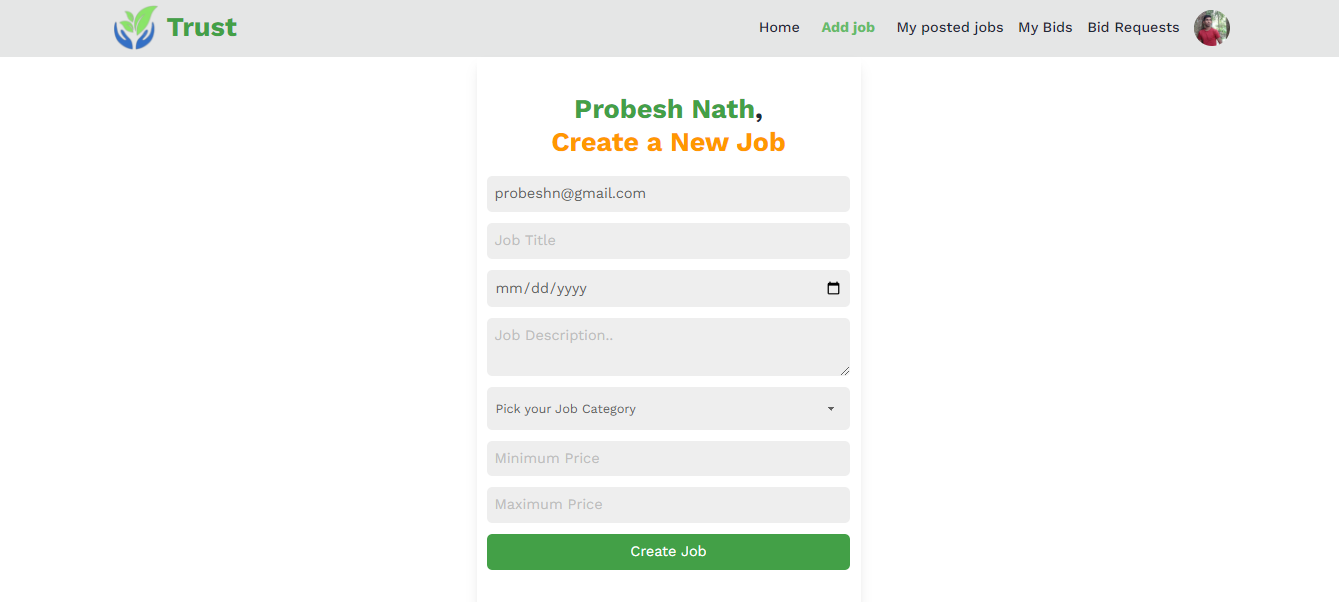 Trust
Home Add job My posted jobs My Bids Bid Requests
Probesh Nath,
Create a New Job
probeshn@gmail.com
Job Title
mm/dd/yyyy
Job Description..
Pick your Job Category
Minimum Price
Maximum Price
Create Job